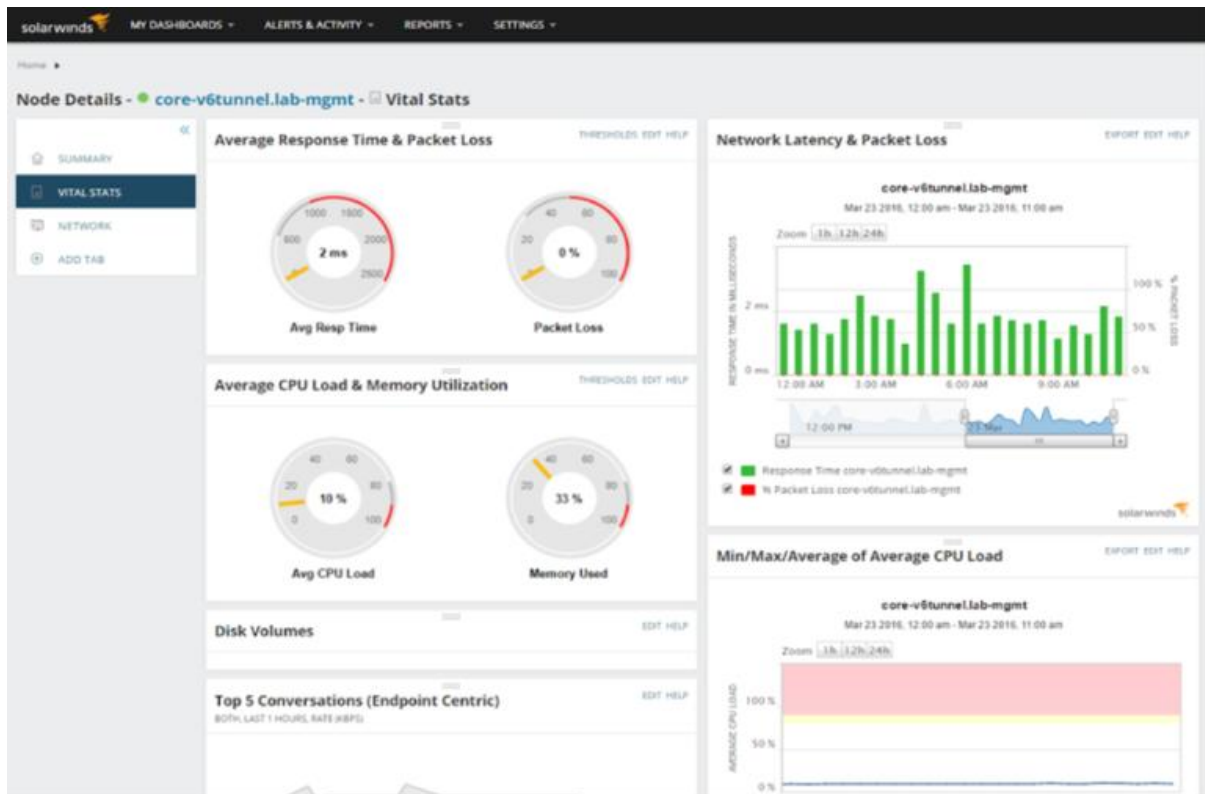 solarwinds MY DASHBOARDS ALERTS & ACTIVITY REPORTS SETTINGS
Home
Node Details - core-v6tunnel.lab-mgmt - Vital Stats
SUMMARY
VITAL STATS
NETWORK
ADD TAB
Average Response Time & Packet Loss
THRESHOLDS EDIT HELP
1000 1500
2000
2500
2 ms
Avg Resp Time
40 60
20 80
0 %
100
Packet Loss
Average CPU Load & Memory Utilization
THRESHOLDS EDIT HELP
40 60
20 80
10 %
0 100
Avg CPU Load
40 60
20 80
33 %
0 100
Memory Used
Disk Volumes
EDIT HELP
Top 5 Conversations (Endpoint Centric)
EDIT HELP
BOTH, LAST 1 HOURS, RATE (KBPS)
Network Latency & Packet Loss
EXPORT EDIT HELP
core-v6tunnel.lab-mgmt
Mar 23 2016, 12:00 am - Mar 23 2016, 11:00 am
Zoom 1h 12h 24h
RESPONSE TIME IN MILLISECONDS
2 ms
0 ms
100 %
50 %
0 %
% PACKET LOSS
12:00 AM 3:00 AM 6:00 AM 9:00 AM
12:00 PM 23 Mar
Response Time core-v6tunnel.lab-mgmt
% Packet Loss core-v6tunnel.lab-mgmt
solarwinds
Min/Max/Average of Average CPU Load
EXPORT EDIT HELP
core-v6tunnel.lab-mgmt
Mar 23 2016, 12:00 am - Mar 23 2016, 11:00 am
Zoom 1h 12h 24h
AVERAGE CPU LOAD
100 %
50 %
0 %